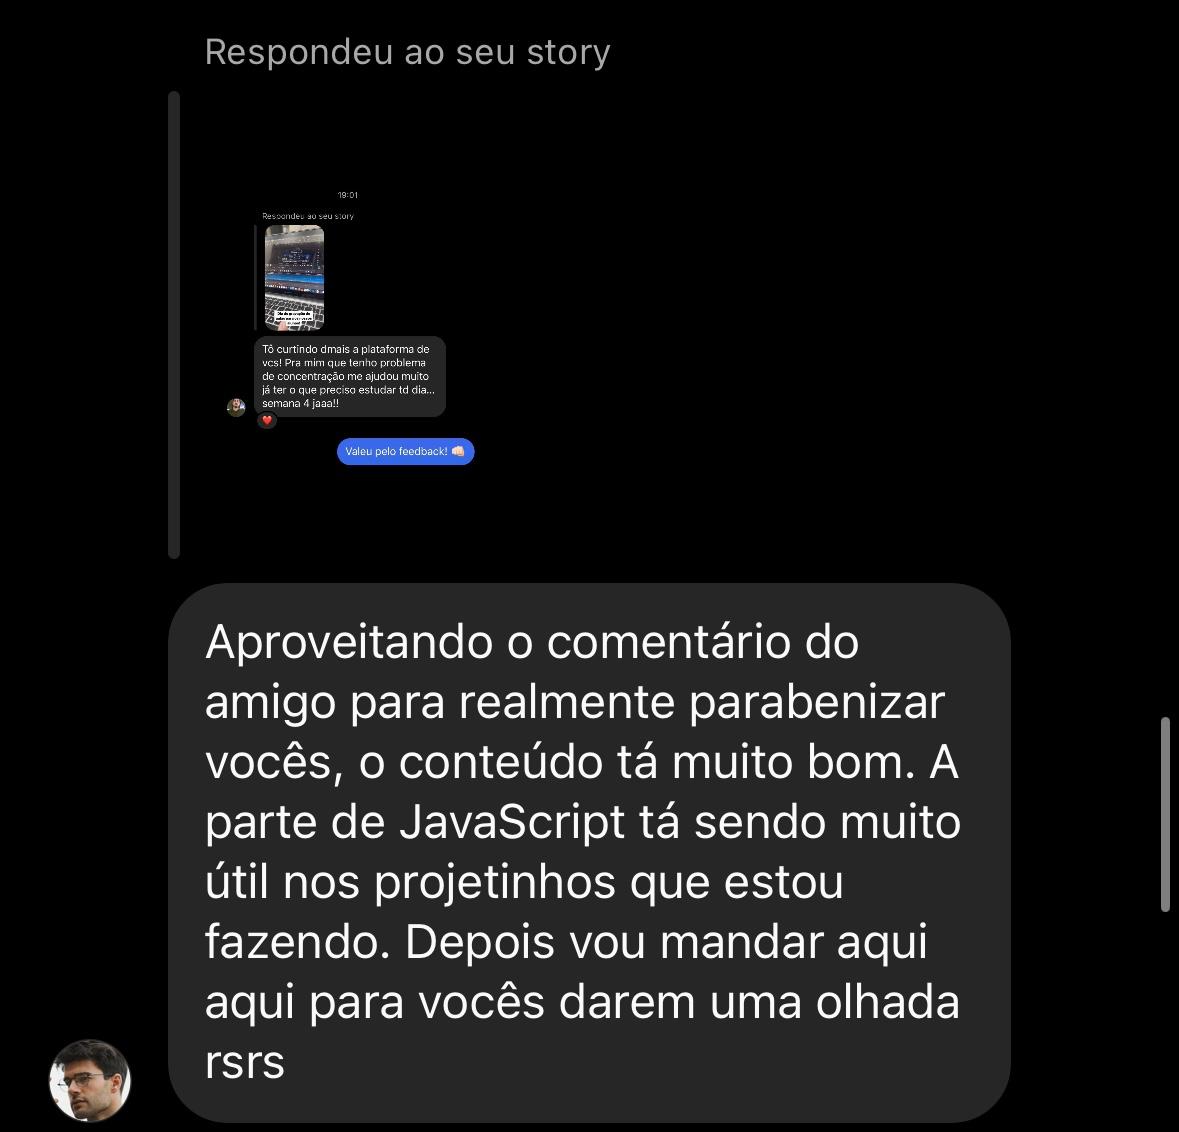 Respondeu ao seu story
19:01
Respondeu ao seu story
Tô curtindo dmais a plataforma de
vcs! Pra mim que tenho problema
de concentração me ajudou muito
já ter o que preciso estudar td dia...
semana 4 jaaa!!
Valeu pelo feedback! 👊🏻
Aproveitando o comentário do
amigo para realmente parabenizar
vocês, o conteúdo tá muito bom. A
parte de JavaScript tá sendo muito
útil nos projetinhos que estou
fazendo. Depois vou mandar aqui
aqui para vocês darem uma olhada
rsrs